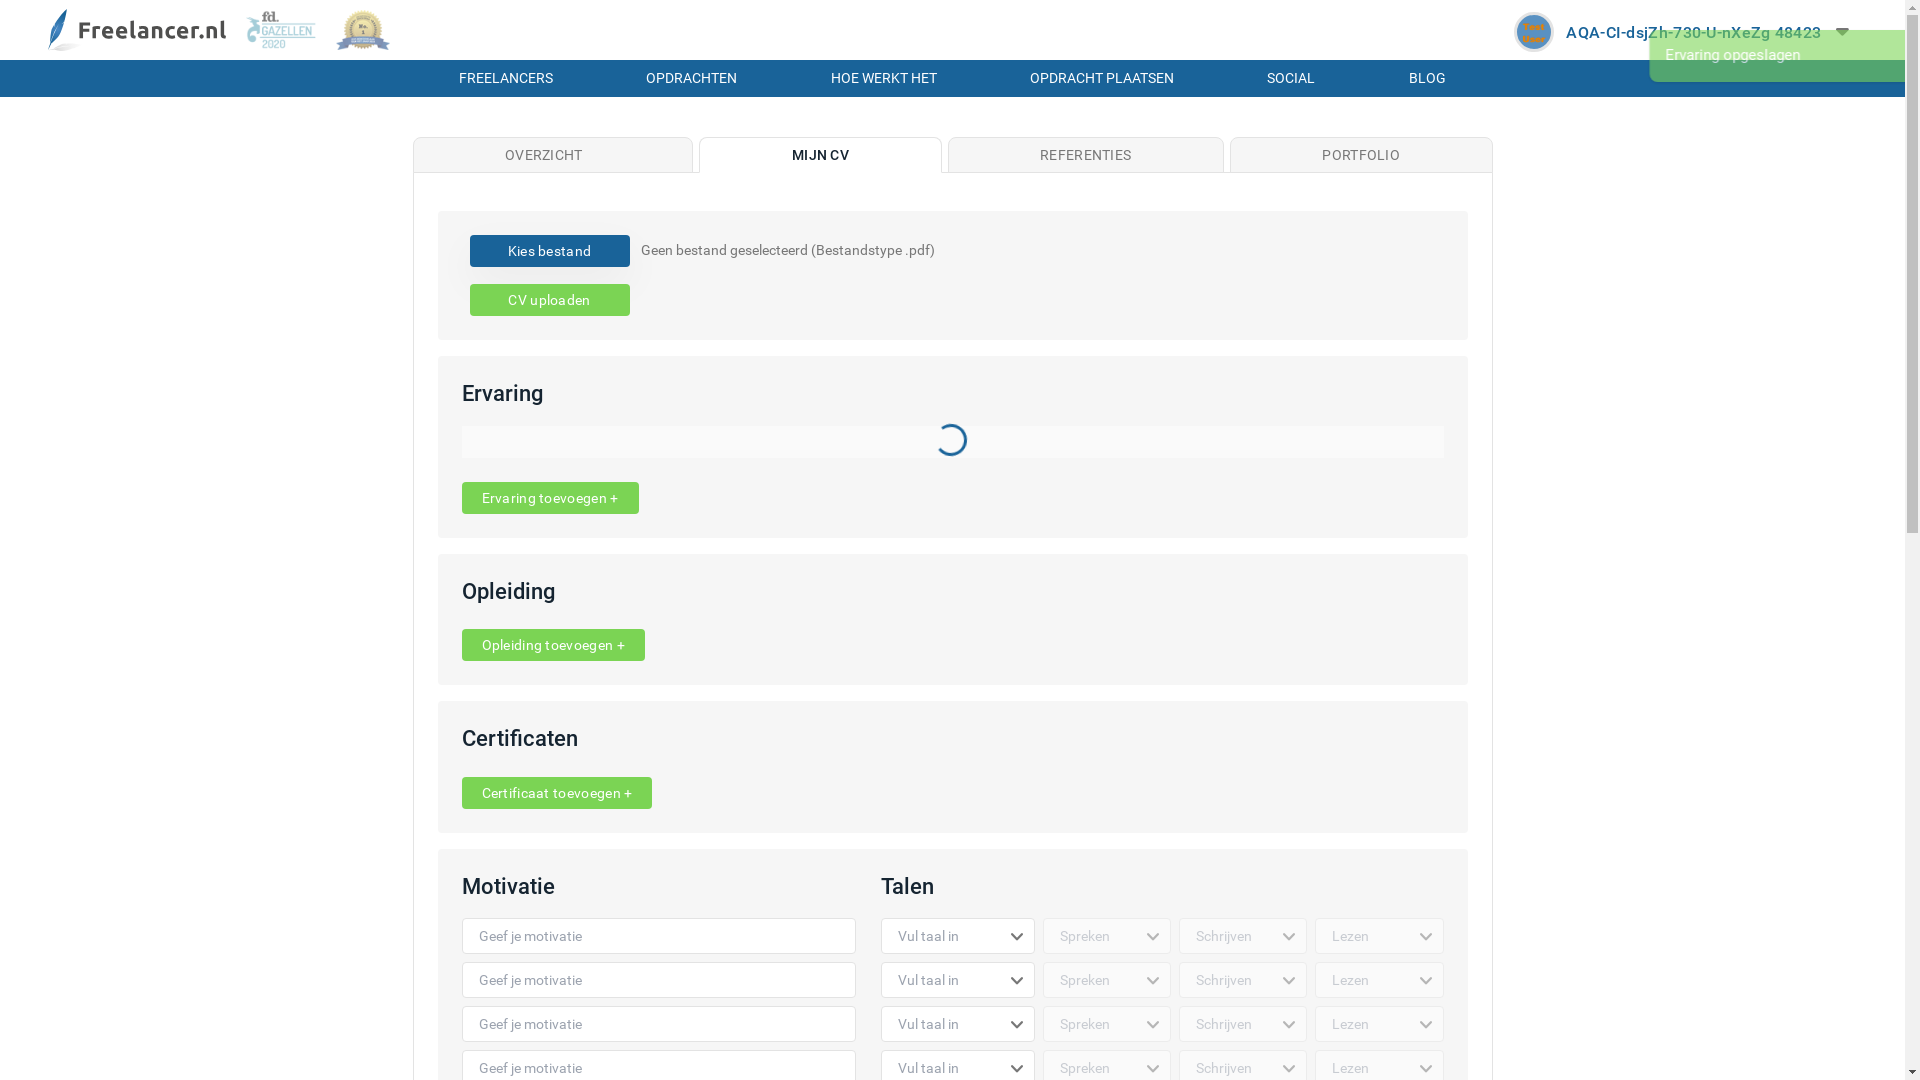 Freelancer.nl
fd.
GAZELLEN
2020
No.
1
Test
User
AQA-CI-dsjZh-730-U-nXeZg 48423
Ervaring opgeslagen
FREELANCERS
OPDRACHTEN
HOE WERKT HET
OPDRACHT PLAATSEN
SOCIAL
BLOG
OVERZICHT
MIJN CV
REFERENTIES
PORTFOLIO
Kies bestand
Geen bestand geselecteerd (Bestandstype .pdf)
CV uploaden
Ervaring
Ervaring toevoegen +
Opleiding
Opleiding toevoegen +
Certificaten
Certificaat toevoegen +
Motivatie
Talen
Geef je motivatie
Vul taal in
Spreken
Schrijven
Lezen
Geef je motivatie
Vul taal in
Spreken
Schrijven
Lezen
Geef je motivatie
Vul taal in
Spreken
Schrijven
Lezen
Geef je motivatie
Vul taal in
Spreken
Schrijven
Lezen